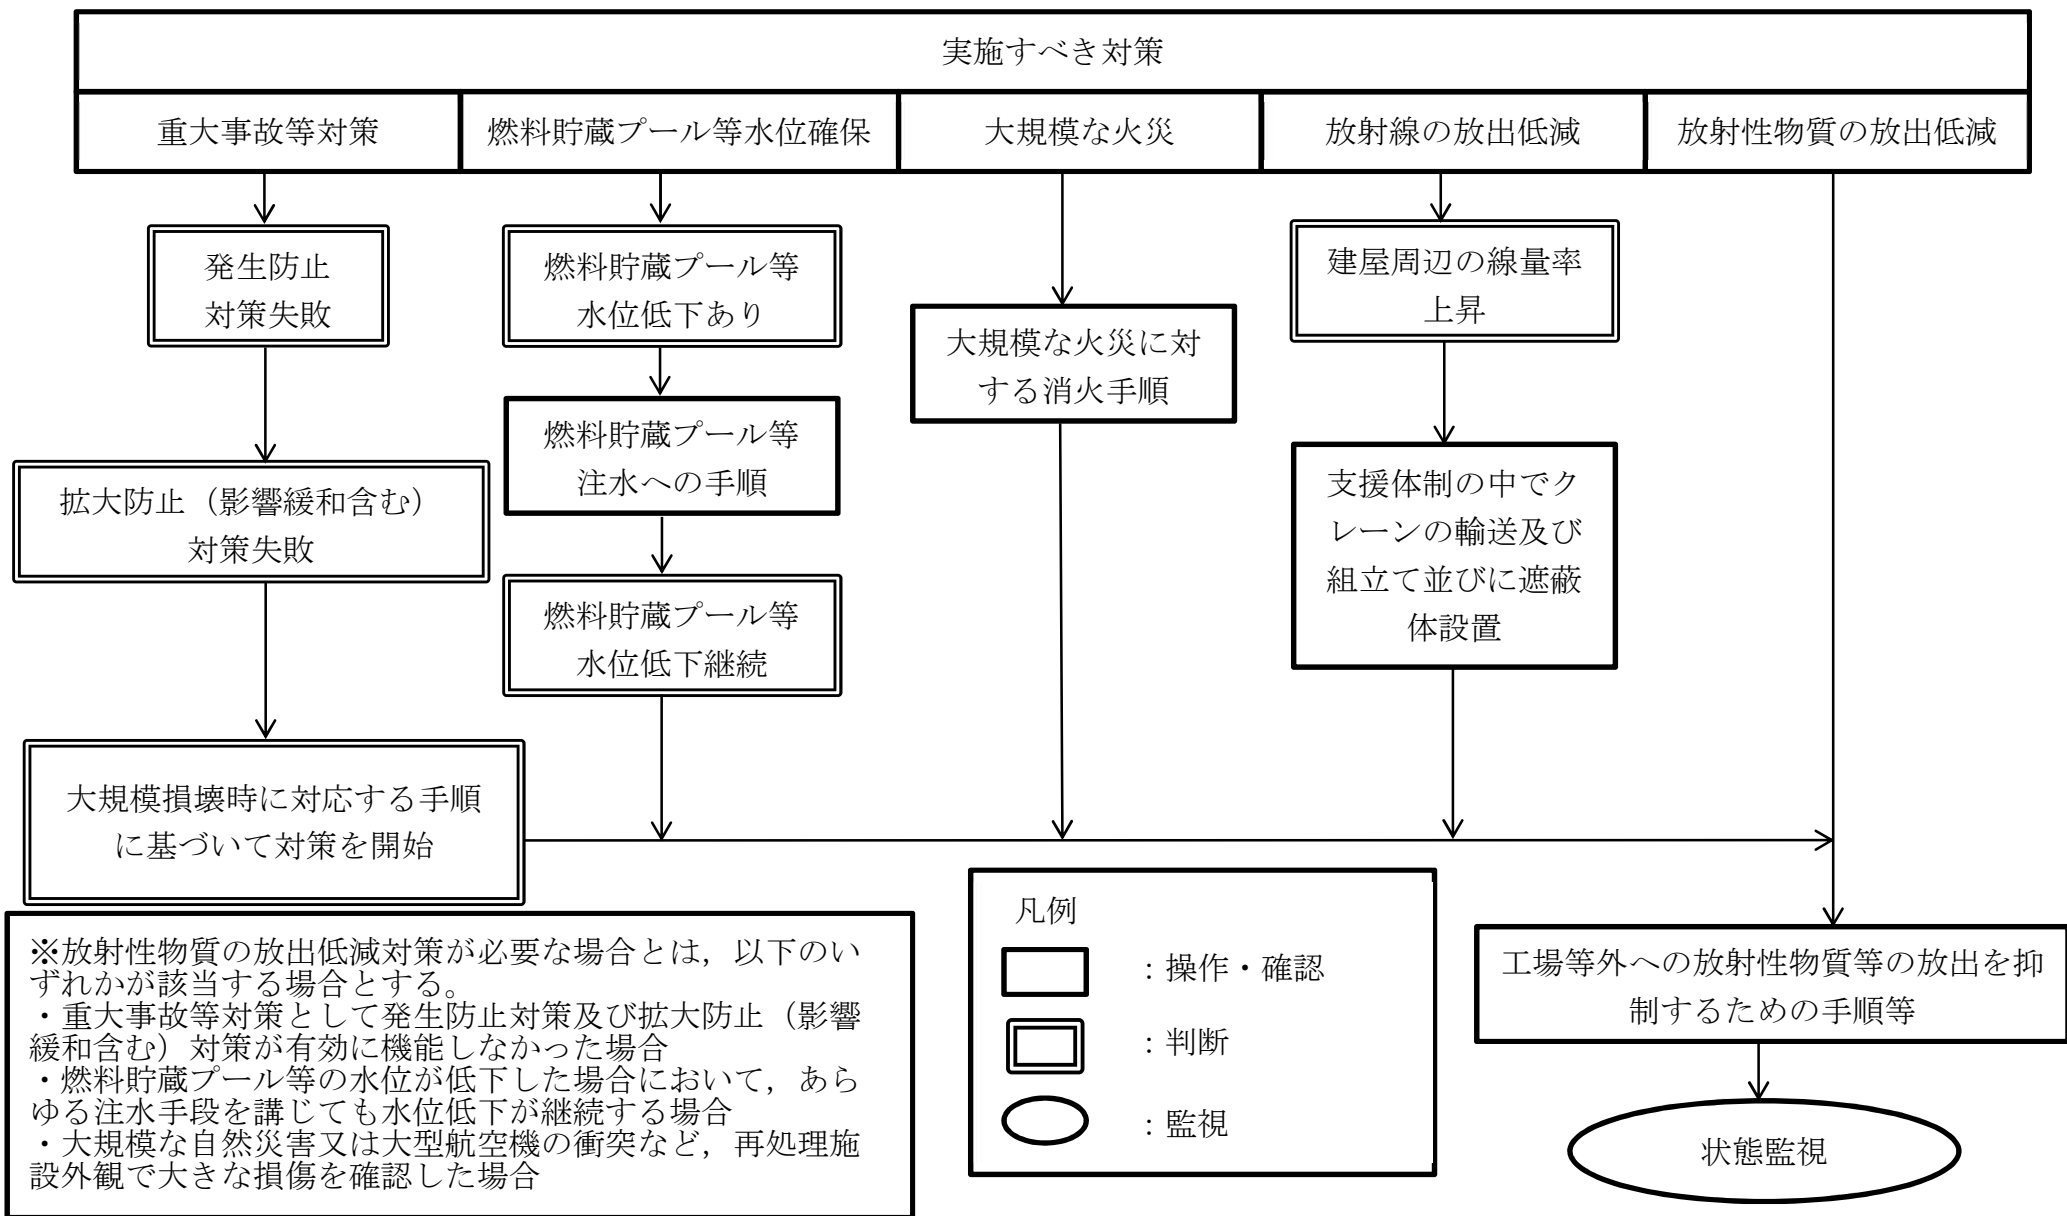 実施すべき対策
重大事故等対策
燃料貯蔵プール等水位確保
大規模な火災
放射線の放出低減
放射性物質の放出低減
発生防止
対策失敗
拡大防止（影響緩和含む）
対策失敗
大規模損壊時に対応する手順
に基づいて対策を開始
燃料貯蔵プール等
水位低下あり
燃料貯蔵プール等
注水への手順
燃料貯蔵プール等
水位低下継続
大規模な火災に対
する消火手順
建屋周辺の線量率
上昇
支援体制の中でク
レーンの輸送及び
組立て並びに遮蔽
体設置
工場等外への放射性物質等の放出を抑
制するための手順等
状態監視
※放射性物質の放出低減対策が必要な場合とは，以下のい
ずれかが該当する場合とする。
・重大事故等対策として発生防止対策及び拡大防止（影響
緩和含む）対策が有効に機能しなかった場合
・燃料貯蔵プール等の水位が低下した場合において，あら
ゆる注水手段を講じても水位低下が継続する場合
・大規模な自然災害又は大型航空機の衝突など，再処理施
設外観で大きな損傷を確認した場合
凡例
：操作・確認
：判断
：監視